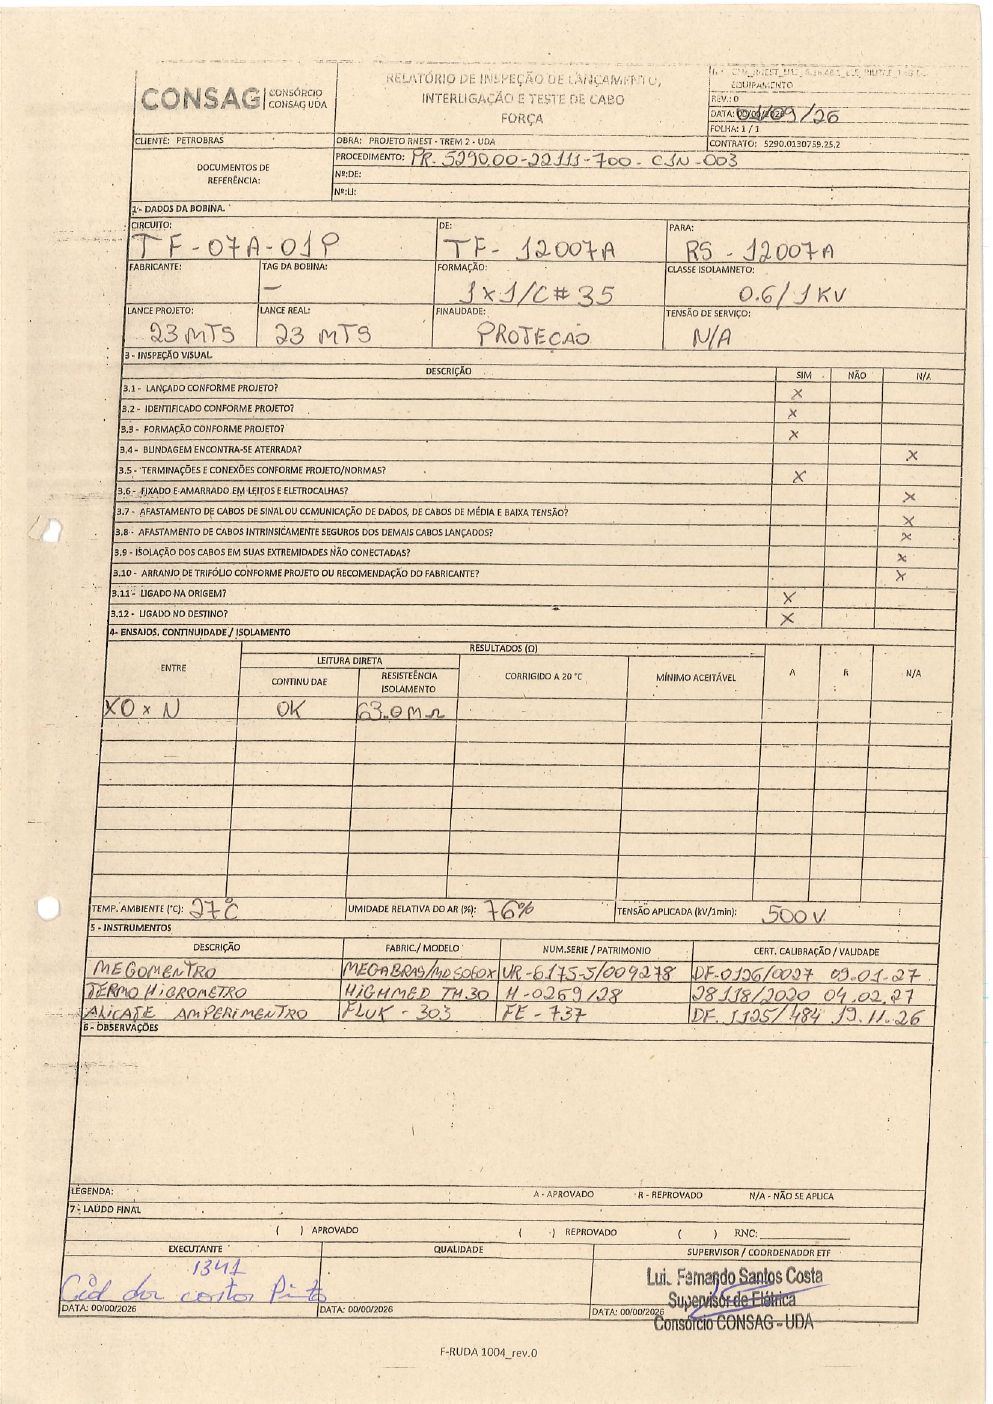 CONSAG CONSÓRCIO CONSAG UDA
RELATÓRIO DE INSPEÇÃO DE LANÇAMENTO,
INTERLIGAÇÃO E TESTE DE CABO
FORÇA
EQUIPAMENTO
REV.: 0
DATA: 01/09/26
FOLHA: 1 / 1
CLIENTE: PETROBRAS
OBRA: PROJETO RNEST - TREM 2 - UDA
CONTRATO: 5290.0130759.25.2
DOCUMENTOS DE
REFERÊNCIA:
PROCEDIMENTO: PR-5290.00-22111-700-CJN-003
Nº:DE:
Nº:LI:
1 - DADOS DA BOBINA.
CIRCUITO: DE: PARA:
TF-07A-01P TF-12007A RS-12007A
FABRICANTE: TAG DA BOBINA: FORMAÇÃO: CLASSE ISOLAMNETO:
— 1x1/C#35 0.6/1KV
LANCE PROJETO: LANCE REAL: FINALIDADE: TENSÃO DE SERVIÇO:
23 MTS 23 MTS PROTEÇÃO N/A
3 - INSPEÇÃO VISUAL
DESCRIÇÃO SIM NÃO N/A
3.1 - LANÇADO CONFORME PROJETO? X
3.2 - IDENTIFICADO CONFORME PROJETO? X
3.3 - FORMAÇÃO CONFORME PROJETO? X
3.4 - BLINDAGEM ENCONTRA-SE ATERRADA? X
3.5 - TERMINAÇÕES E CONEXÕES CONFORME PROJETO/NORMAS? X
3.6 - FIXADO E AMARRADO EM LEITOS E ELETROCALHAS? X
3.7 - AFASTAMENTO DE CABOS DE SINAL OU COMUNICAÇÃO DE DADOS, DE CABOS DE MÉDIA E BAIXA TENSÃO? X
3.8 - AFASTAMENTO DE CABOS INTRINSICAMENTE SEGUROS DOS DEMAIS CABOS LANÇADOS? X
3.9 - ISOLAÇÃO DOS CABOS EM SUAS EXTREMIDADES NÃO CONECTADAS? X
3.10 - ARRANJO DE TRIFÓLIO CONFORME PROJETO OU RECOMENDAÇÃO DO FABRICANTE? X
3.11 - LIGADO NA ORIGEM? X
3.12 - LIGADO NO DESTINO? X
4- ENSAIOS. CONTINUIDADE / ISOLAMENTO
RESULTADOS (Ω)
ENTRE LEITURA DIRETA CORRIGIDO A 20 °C MÍNIMO ACEITÁVEL A R N/A
CONTINU DAE RESISTEÊNCIA ISOLAMENTO
XO x N OK 63.0 MΩ
TEMP. AMBIENTE (°C): 27°C UMIDADE RELATIVA DO AR (%): 76% TENSÃO APLICADA (kV/1min): 500V
5 - INSTRUMENTOS
DESCRIÇÃO FABRIC./ MODELO NUM.SERIE / PATRIMONIO CERT. CALIBRAÇÃO / VALIDADE
MEGOMENTRO MEGABRAS/MD5060X UR-6175-J/009278 DF-0126/0027 09.01.27
TERMO HIGROMETRO HIGHMED TH.30 H-0269/28 28118/2020 04.02.27
ALICATE AMPERIMENTRO FLUK - 303 FE - 737 DF.1125/484 19.11.26
6 - OBSERVAÇÕES
LEGENDA: A - APROVADO R - REPROVADO N/A - NÃO SE APLICA
7 - LAUDO FINAL
( ) APROVADO ( ) REPROVADO ( ) RNC:
EXECUTANTE QUALIDADE SUPERVISOR / COORDENADOR ETF
1341
Pinto
Lui. Fernando Santos Costa
Supervisor de Elétrica
Consórcio CONSAG - UDA
DATA: 00/00/2026 DATA: 00/00/2026 DATA: 00/00/2026
F-RUDA 1004_rev.0